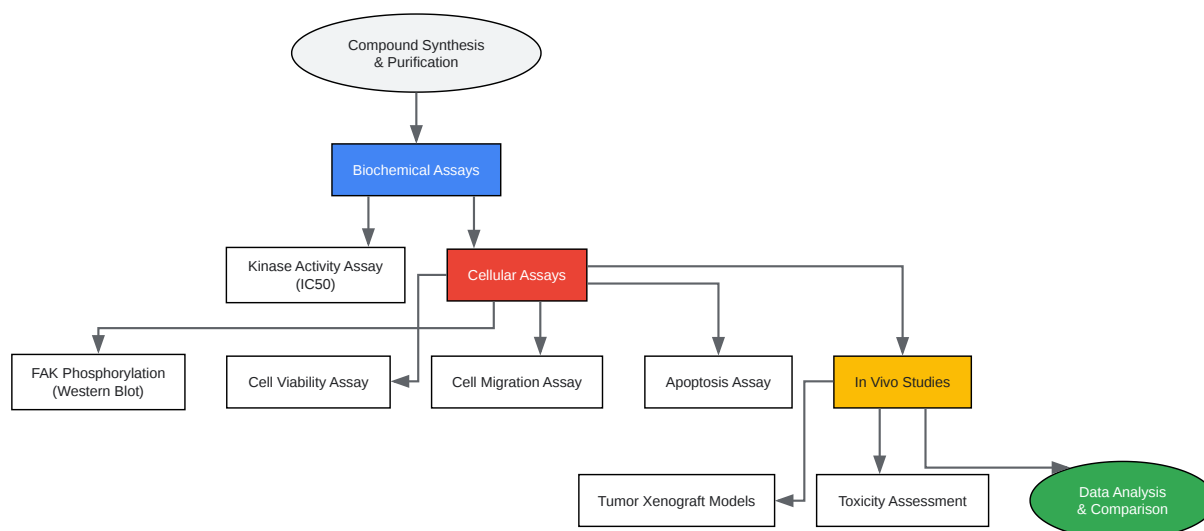 Compound Synthesis
& Purification
Biochemical Assays
Kinase Activity Assay
(IC50)
Cellular Assays
FAK Phosphorylation
(Western Blot)
Cell Viability Assay
Cell Migration Assay
Apoptosis Assay
In Vivo Studies
Tumor Xenograft Models
Toxicity Assessment
Data Analysis
& Comparison